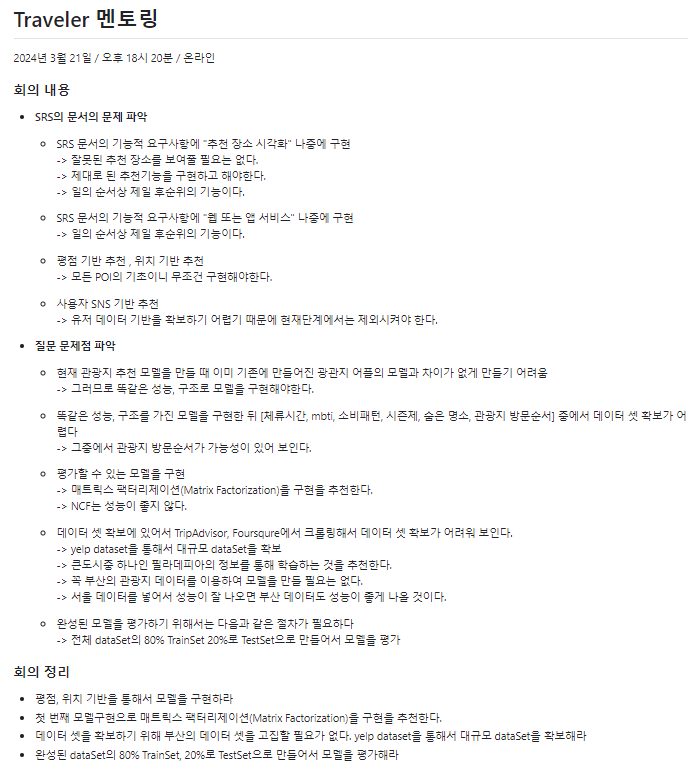 Traveler 멘토링
2024년 3월 21일 / 오후 18시 20분 / 온라인
회의 내용
SRS의 문서의 문제 파악
SRS 문서의 기능적 요구사항에 "추천 장소 시각화" 나중에 구현
-> 잘못된 추천 장소를 보여줄 필요는 없다.
-> 제대로 된 추천기능을 구현하고 해야한다.
-> 일의 순서상 제일 후순위의 기능이다.
SRS 문서의 기능적 요구사항에 "웹 또는 앱 서비스" 나중에 구현
-> 일의 순서상 제일 후순위의 기능이다.
평점 기반 추천 , 위치 기반 추천
-> 모든 POI의 기초이니 무조건 구현해야한다.
사용자 SNS 기반 추천
-> 유저 데이터 기반을 확보하기 어렵기 때문에 현재단계에서는 제외시켜야 한다.
질문 문제점 파악
현재 관광지 추천 모델을 만들 때 이미 기존에 만들어진 광관지 어플의 모델과 차이가 없게 만들기 어려움
-> 그러므로 똑같은 성능, 구조로 모델을 구현해야한다.
똑같은 성능, 구조를 가진 모델을 구현한 뒤 [체류시간, mbti, 소비패턴, 시즌제, 숨은 명소, 관광지 방문순서] 중에서 데이터 셋 확보가 어
렵다
-> 그중에서 관광지 방문순서가 가능성이 있어 보인다.
평가할 수 있는 모델을 구현
-> 매트릭스 팩터리제이션(Matrix Factorization)을 구현을 추천한다.
-> NCF는 성능이 좋지 않다.
데이터 셋 확보에 있어서 TripAdvisor, Foursqure에서 크롤링해서 데이터 셋 확보가 어려워 보인다.
-> yelp dataset을 통해서 대규모 dataSet을 확보
-> 큰도시중 하나인 필라데피아의 정보를 통해 학습하는 것을 추천한다.
-> 꼭 부산의 관광지 데이터를 이용하여 모델을 만들 필요는 없다.
-> 서울 데이터를 넣어서 성능이 잘 나오면 부산 데이터도 성능이 좋게 나올 것이다.
완성된 모델을 평가하기 위해서는 다음과 같은 절차가 필요하다
-> 전체 dataSet의 80% TrainSet 20%로 TestSet으로 만들어서 모델을 평가
회의 정리
평점, 위치 기반을 통해서 모델을 구현하라
첫 번째 모델구현으로 매트릭스 팩터리제이션(Matrix Factorization)을 구현을 추천한다.
데이터 셋을 확보하기 위해 부산의 데이터 셋을 고집할 필요가 없다. yelp dataset을 통해서 대규모 dataSet을 확보해라
완성된 dataSet의 80% TrainSet, 20%로 TestSet으로 만들어서 모델을 평가해라